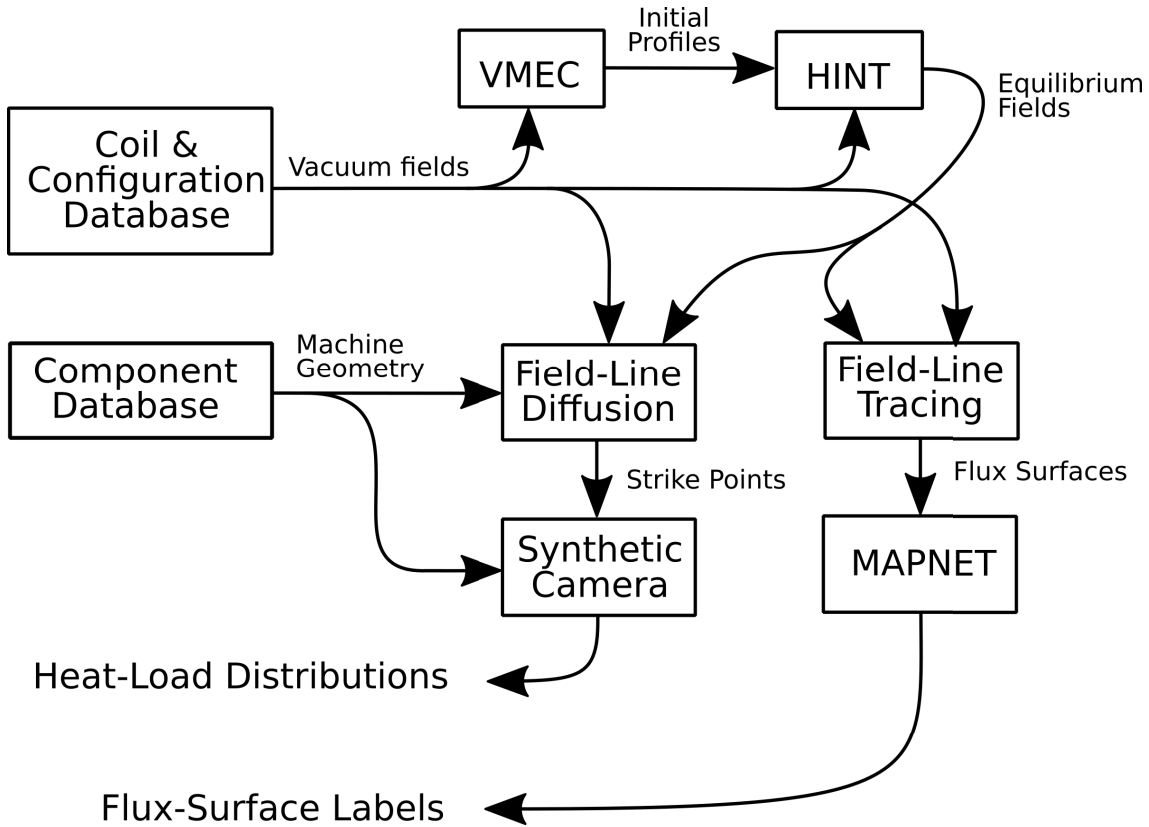 Initial
Profiles
VMEC
HINT
Equilibrium
Fields
Coil &
Configuration
Database
Vacuum fields
Machine
Geometry
Component
Database
Field-Line
Diffusion
Field-Line
Tracing
Strike Points
Flux Surfaces
Synthetic
Camera
MAPNET
Heat-Load Distributions
Flux-Surface Labels